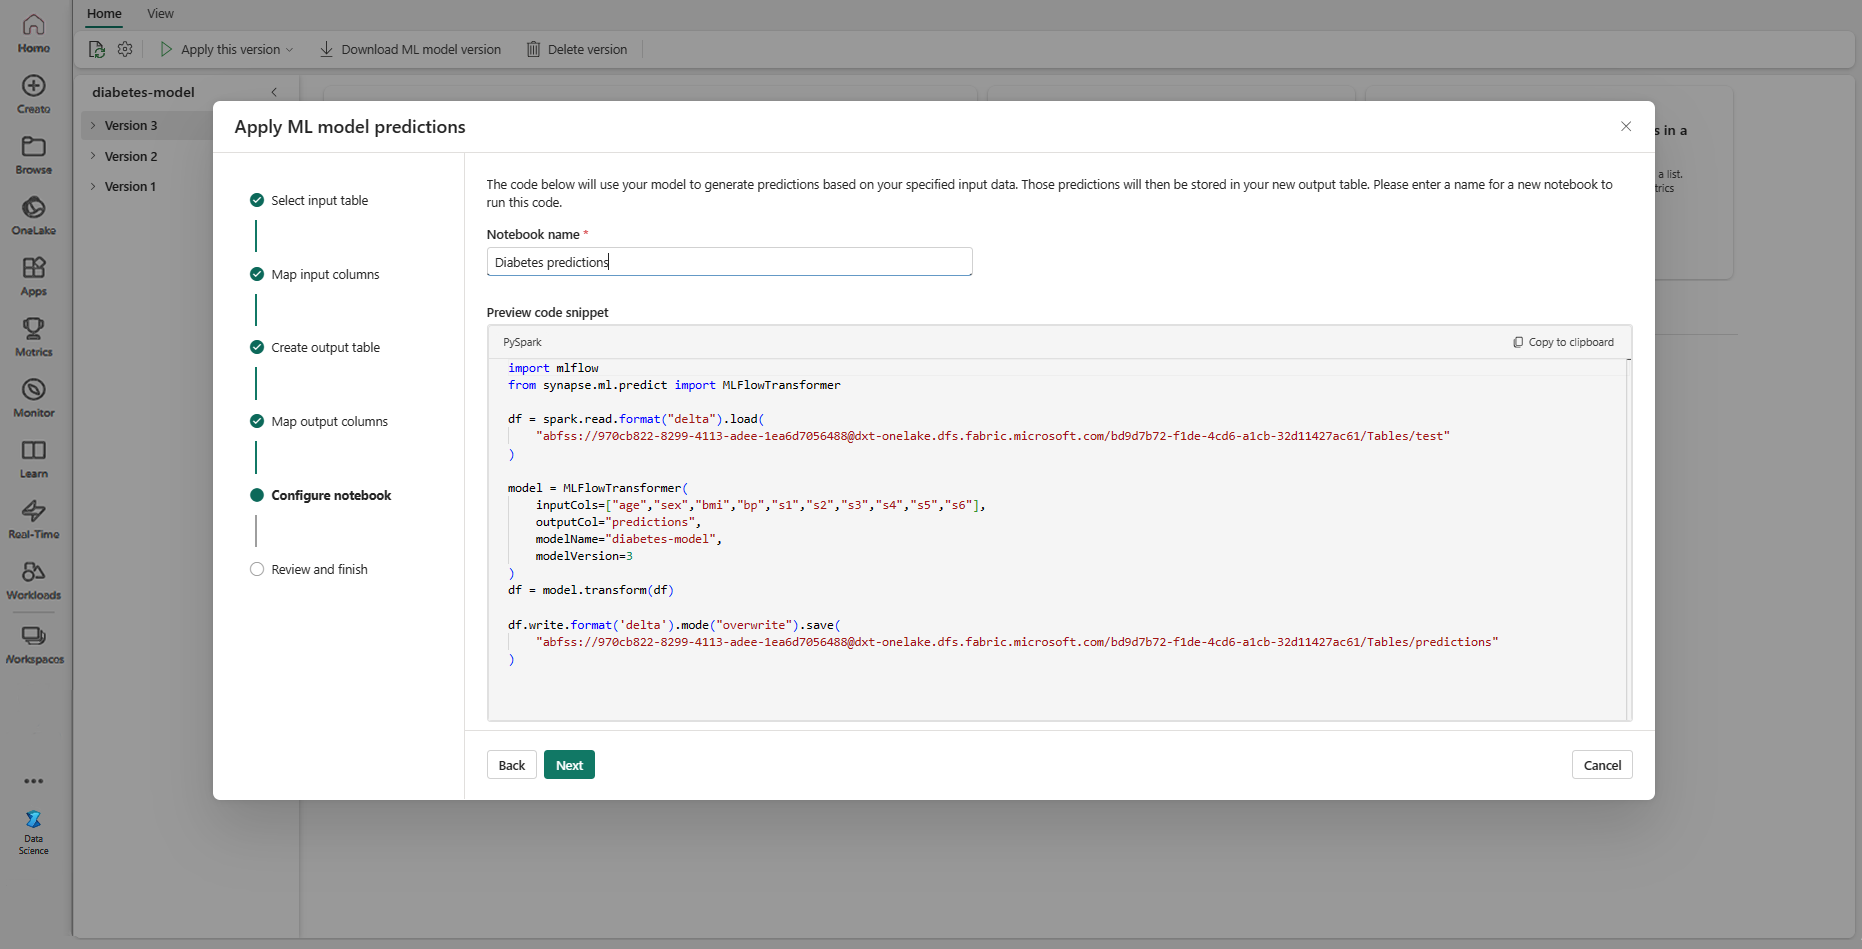 Home
View
Apply this version
Download ML model version
Delete version
Home
Create
Browse
OneLake
Apps
Metrics
Monitor
Learn
Real-Time
Workloads
Workspaces
Data
Science
diabetes-model
Version 3
Version 2
Version 1
s in a
a list.
trics
Apply ML model predictions
Select input table
Map input columns
Create output table
Map output columns
Configure notebook
Review and finish
The code below will use your model to generate predictions based on your specified input data. Those predictions will then be stored in your new output table. Please enter a name for a new notebook to
run this code.
Notebook name *
Diabetes predictions
Preview code snippet
PySpark
Copy to clipboard
import mlflow
from synapse.ml.predict import MLFlowTransformer
df = spark.read.format("delta").load(
"abfss://970cb822-8299-4113-adee-1ea6d7056488@dxt-onelake.dfs.fabric.microsoft.com/bd9d7b72-f1de-4cd6-a1cb-32d11427ac61/Tables/test"
)
model = MLFlowTransformer(
inputCols=["age","sex","bmi","bp","s1","s2","s3","s4","s5","s6"],
outputCol="predictions",
modelName="diabetes-model",
modelVersion=3
)
df = model.transform(df)
df.write.format('delta').mode("overwrite").save(
"abfss://970cb822-8299-4113-adee-1ea6d7056488@dxt-onelake.dfs.fabric.microsoft.com/bd9d7b72-f1de-4cd6-a1cb-32d11427ac61/Tables/predictions"
)
Back
Next
Cancel